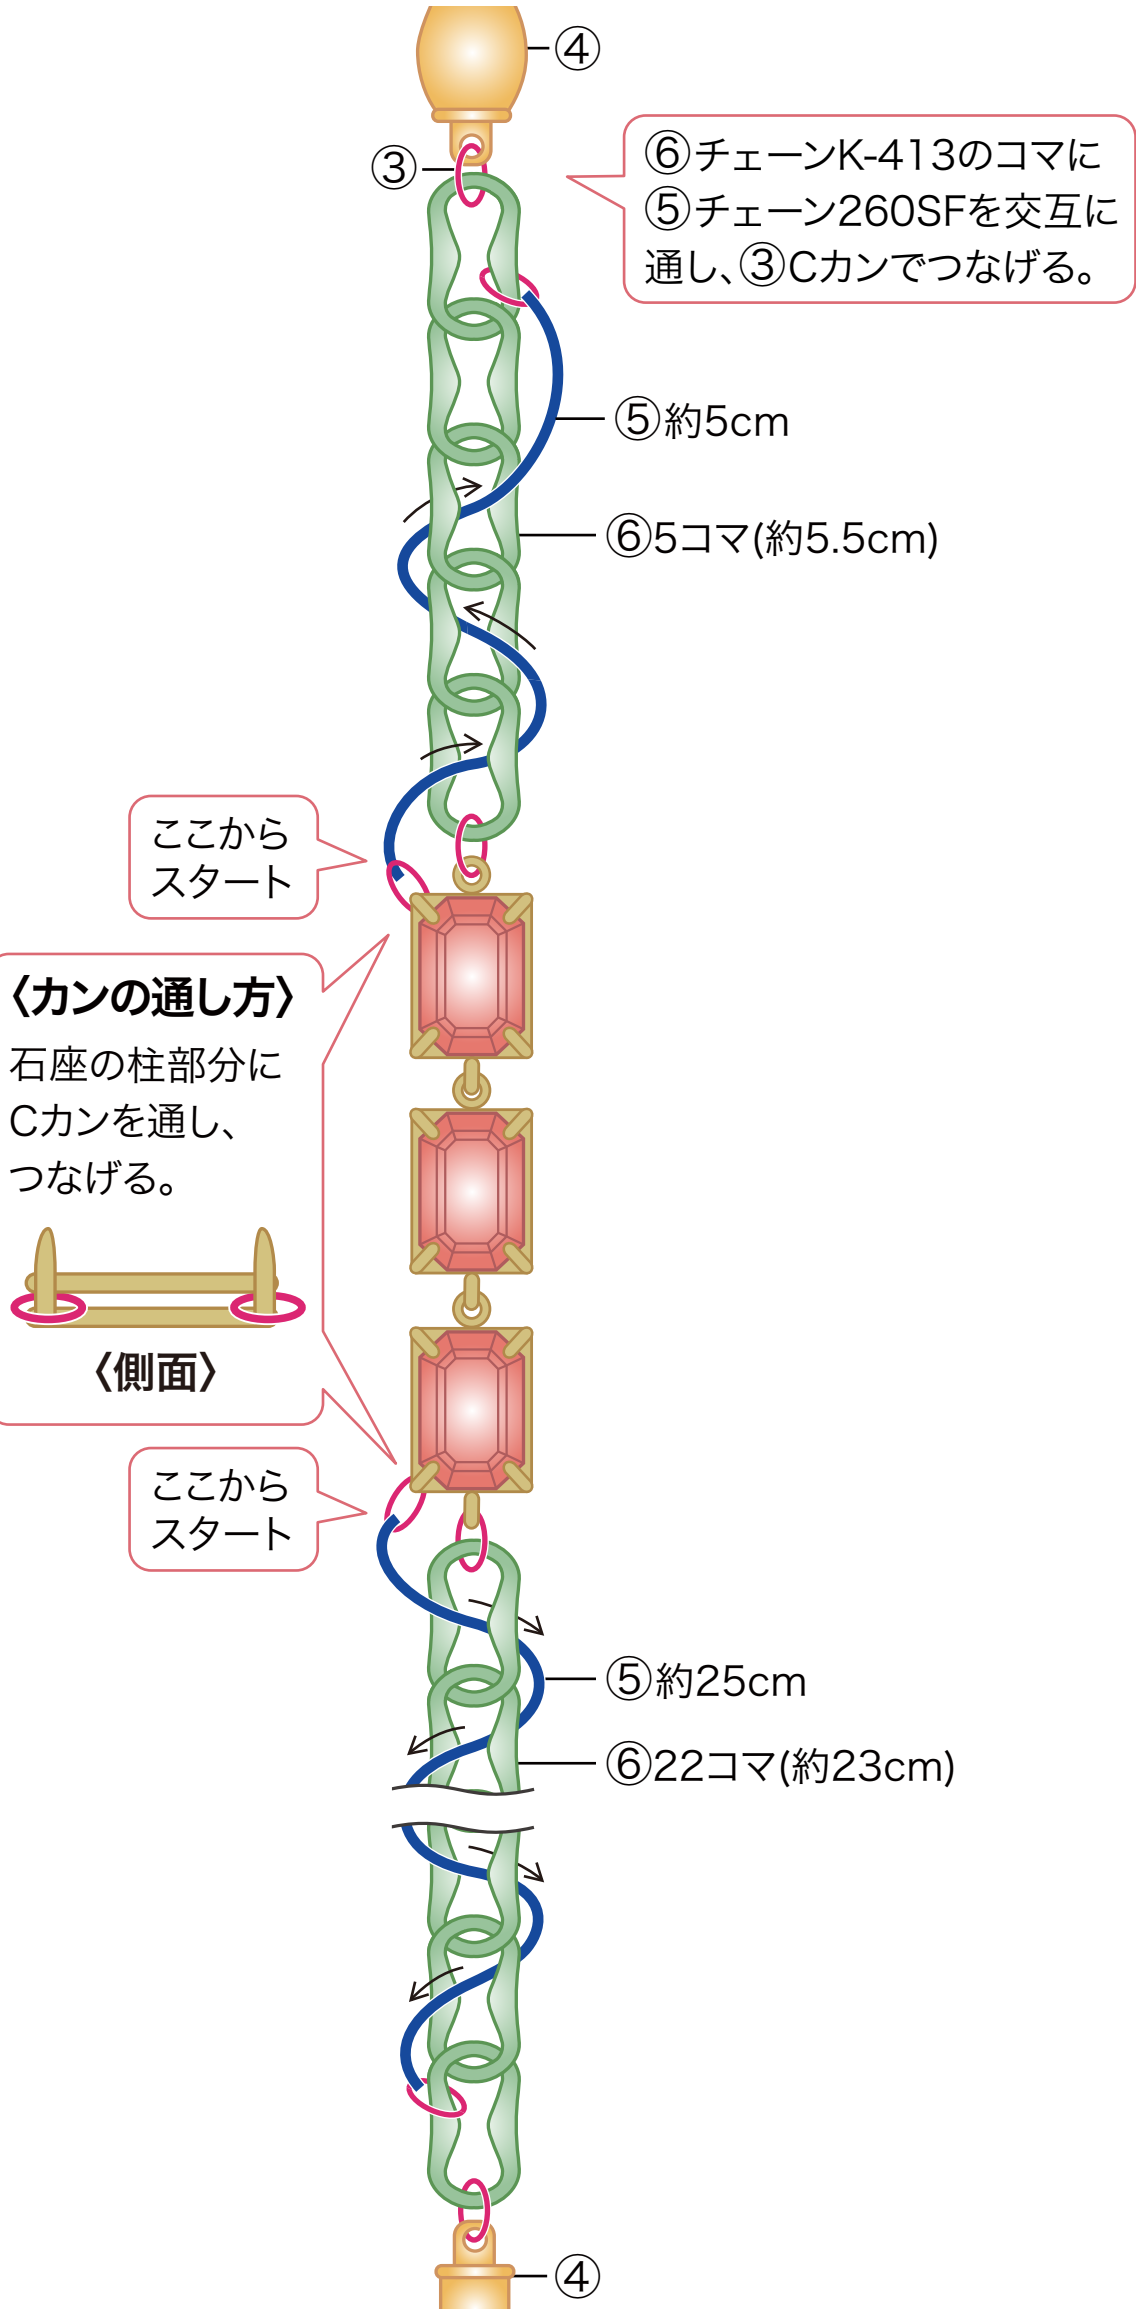 ④
③
⑥チェーンK-413のコマに
⑤チェーン260SFを交互に
通し、③Cカンでつなげる。
⑤約5cm
⑥5コマ(約5.5cm)
ここから
スタート
〈カンの通し方〉
石座の柱部分に
Cカンを通し、
つなげる。
〈側面〉
ここから
スタート
⑤約25cm
⑥22コマ(約23cm)
④